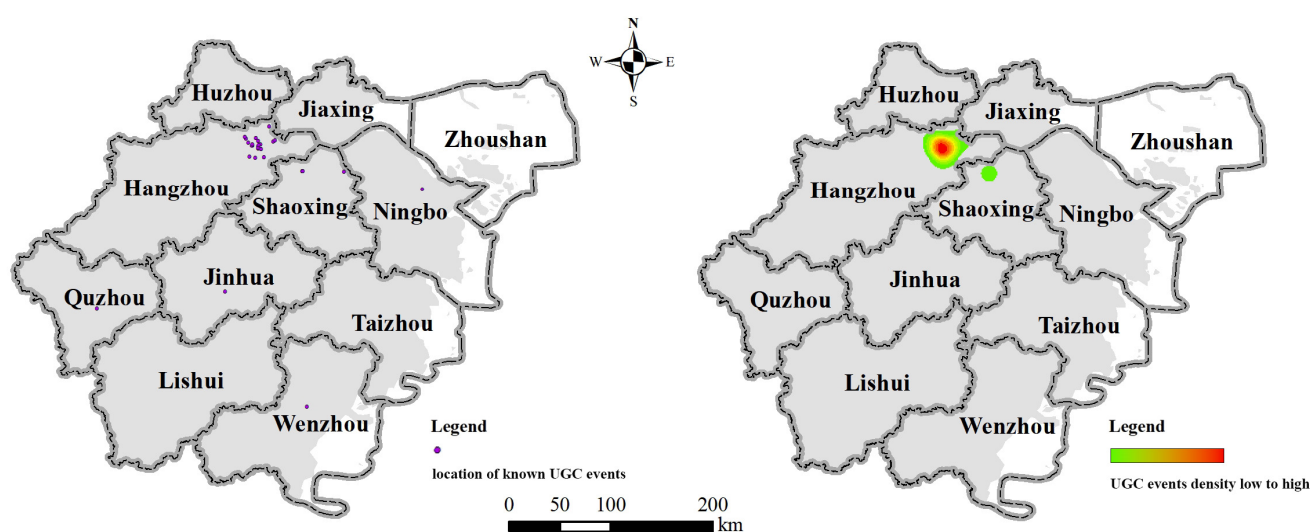 N
W
E
S
Huzhou
Jiaxing
Zhoushan
Hangzhou
Shaoxing
Ningbo
Jinhua
Quzhou
Taizhou
Lishui
Wenzhou
Legend
location of known UGC events
0 50 100 200
km
Huzhou
Jiaxing
Zhoushan
Hangzhou
Shaoxing
Ningbo
Jinhua
Quzhou
Taizhou
Lishui
Wenzhou
Legend
UGC events density low to high